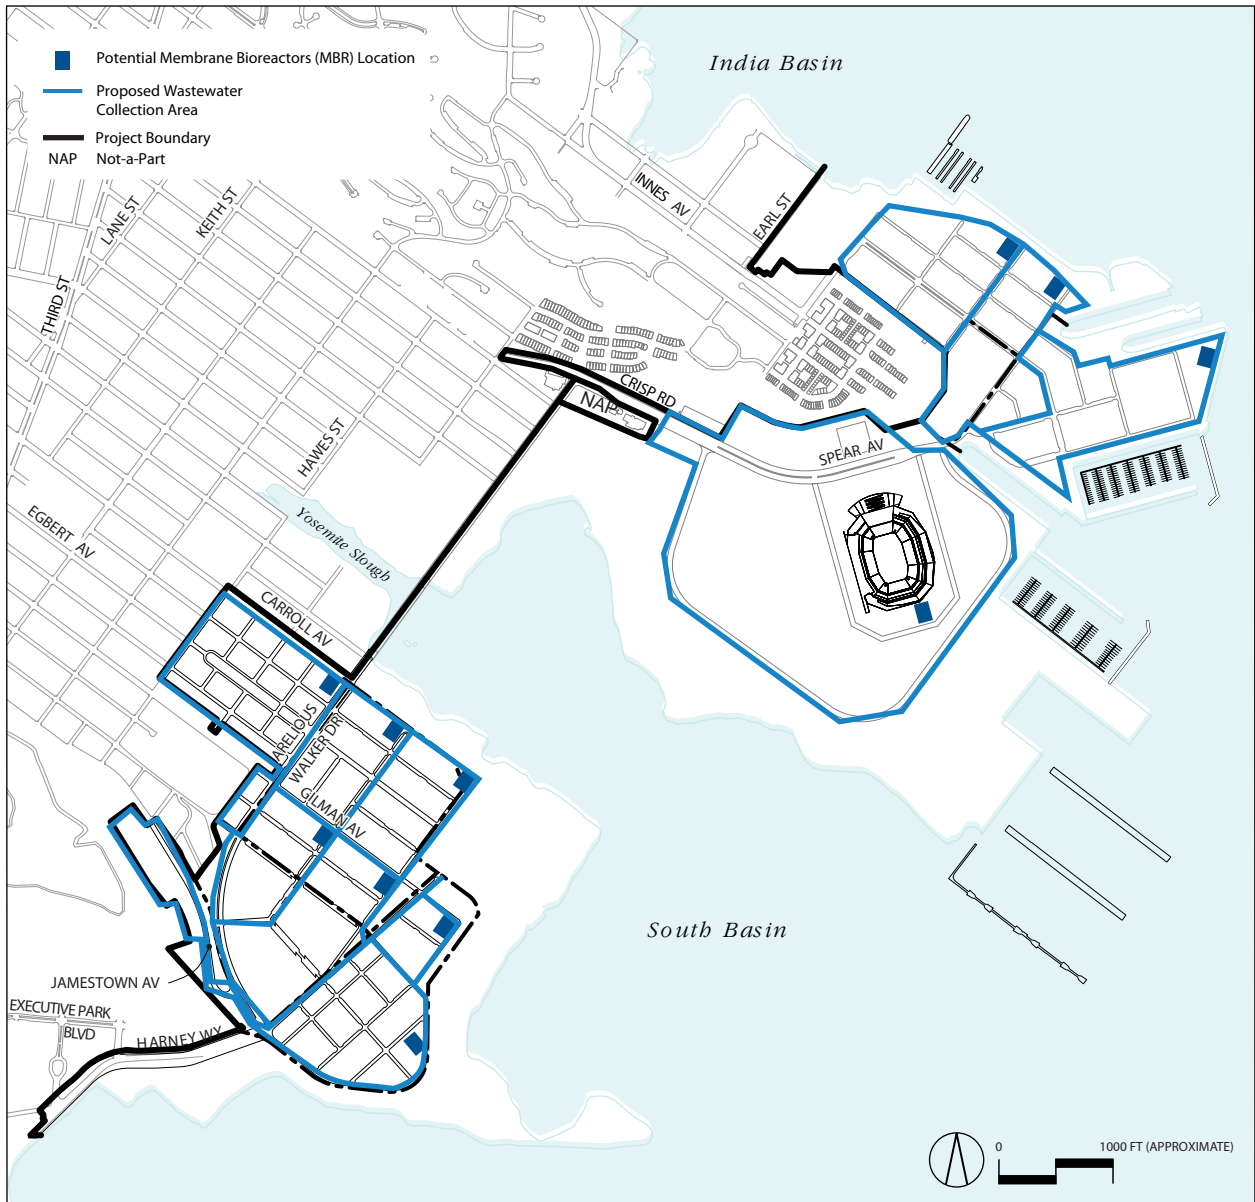 India Basin
Potential Membrane Bioreactors (MBR) Location
Proposed Wastewater
Collection Area
Project Boundary
NAP Not-a-Part
INNES AV
EARL ST
LANE ST
KEITH ST
THIRD ST
CRISP RD
NAP
HAWES ST
SPEAR AV
EGBERT AV
Yosemite Slough
CARROLL AV
ARELIOUS
WALKER DR
GILMAN AV
South Basin
JAMESTOWN AV
EXECUTIVE PARK
BLVD
HARNEY WY
0 1000 FT (APPROXIMATE)